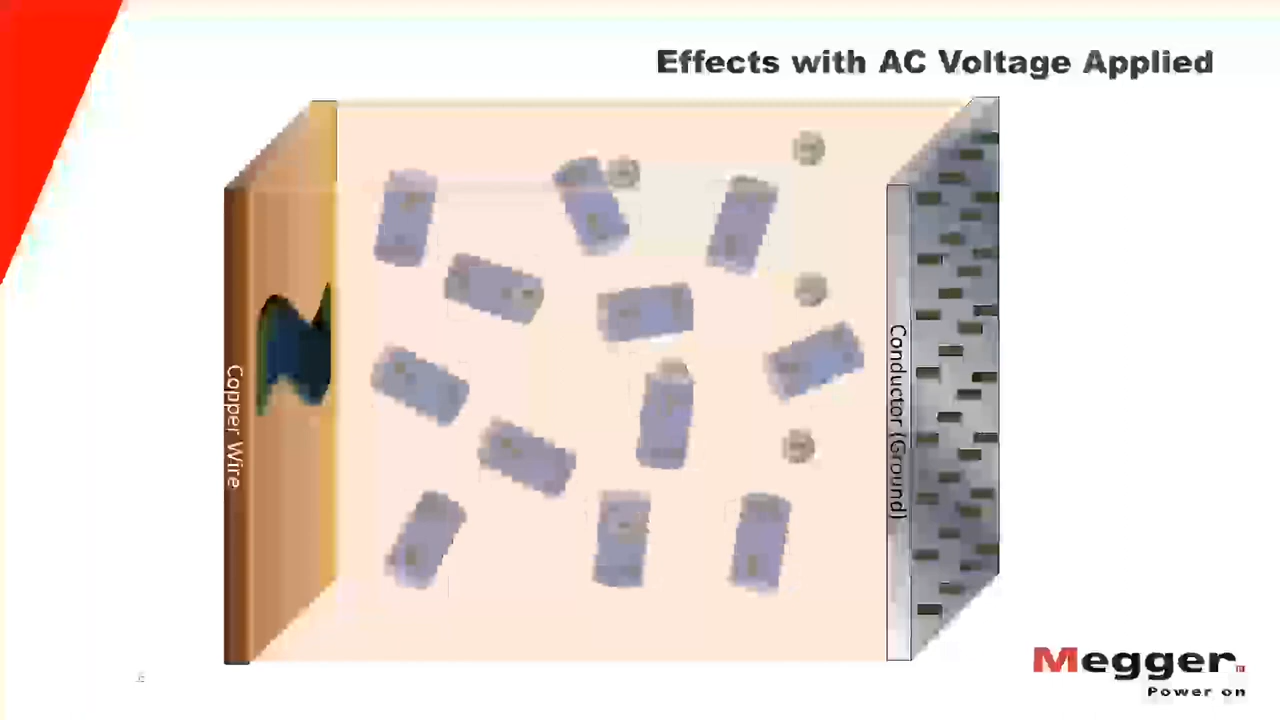 Effects with AC Voltage Applied
Copper Wire
Conductor (Ground)
Megger
Power on